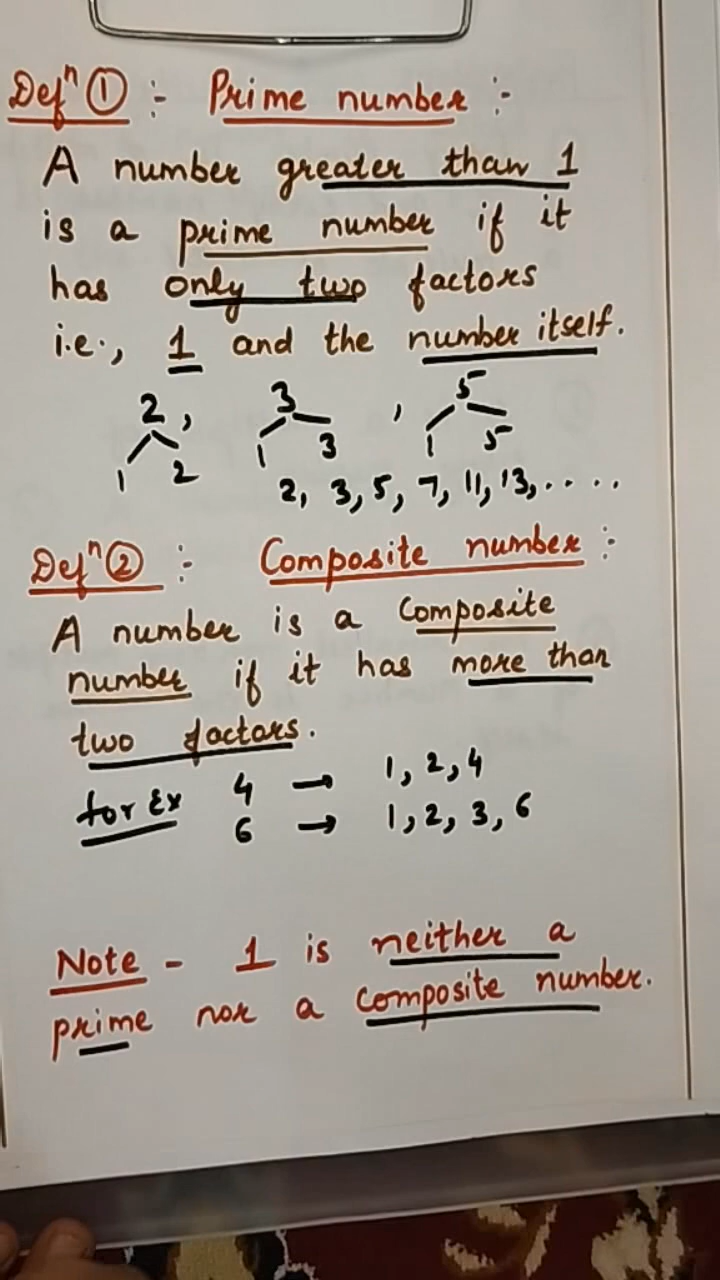 Defⁿ ① :- Prime number :-
A number greater than 1
is a prime number if it
has only two factors
i.e., 1 and the number itself.
2, 3, 5
1 2 1 3 1 5
2, 3, 5, 7, 11, 13, .....
Defⁿ ② :- Composite number :-
A number is a Composite
number if it has more than
two factors.
for Ex 4 → 1, 2, 4
6 → 1, 2, 3, 6
Note - 1 is neither a
prime nor a composite number.